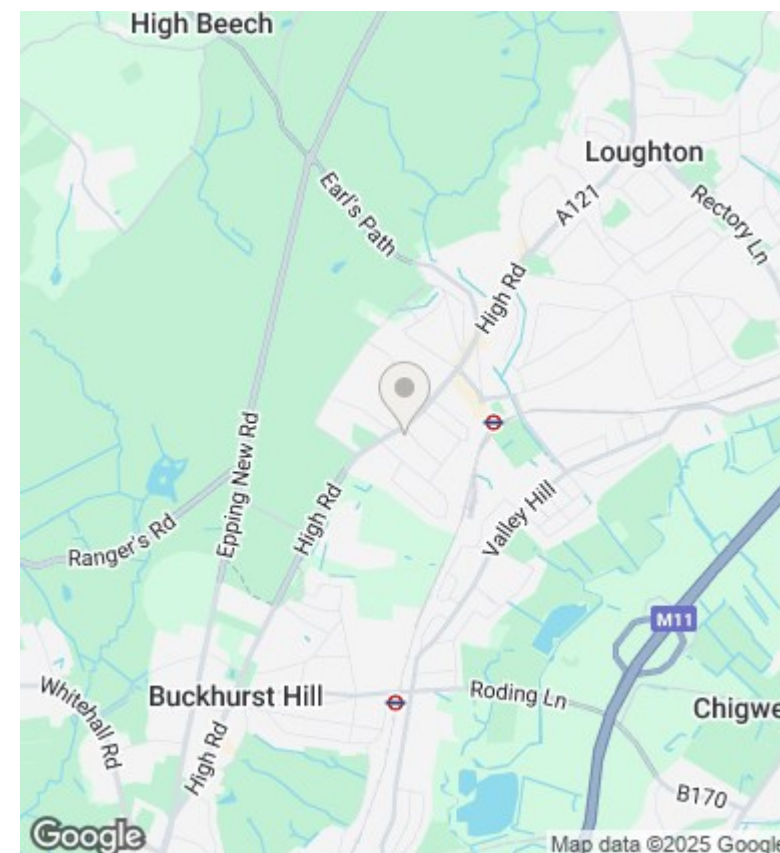 High Beech
Loughton
Earl's Path
A121
Rectory Ln
High Rd
Epping New Rd
High Rd
Valley Hill
Ranger's Rd
M11
Whitehall Rd
Buckhurst Hill
Roding Ln
Chigwe
High Rd
B170
Google
Map data ©2025 Google